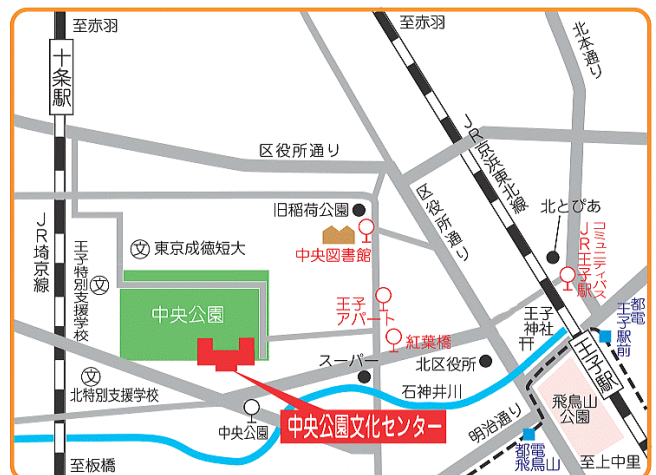 至赤羽
至赤羽
北本通り
十条駅
JR京浜東北線
区役所通り
区役所通り
旧稲荷公園
北とぴあ
中央図書館
コミュニティバス
JR王子駅
東京成徳短大
文
JR埼京線
王子特別支援学校
文
王子
アパート
中央公園
紅葉橋
王子
神社
都電
王子駅前
王子駅
スーパー
北区役所
文
北特別支援学校
石神井川
飛鳥山
公園
中央公園
中央公園文化センター
明治通り
都電
飛鳥山
至板橋
至上中里